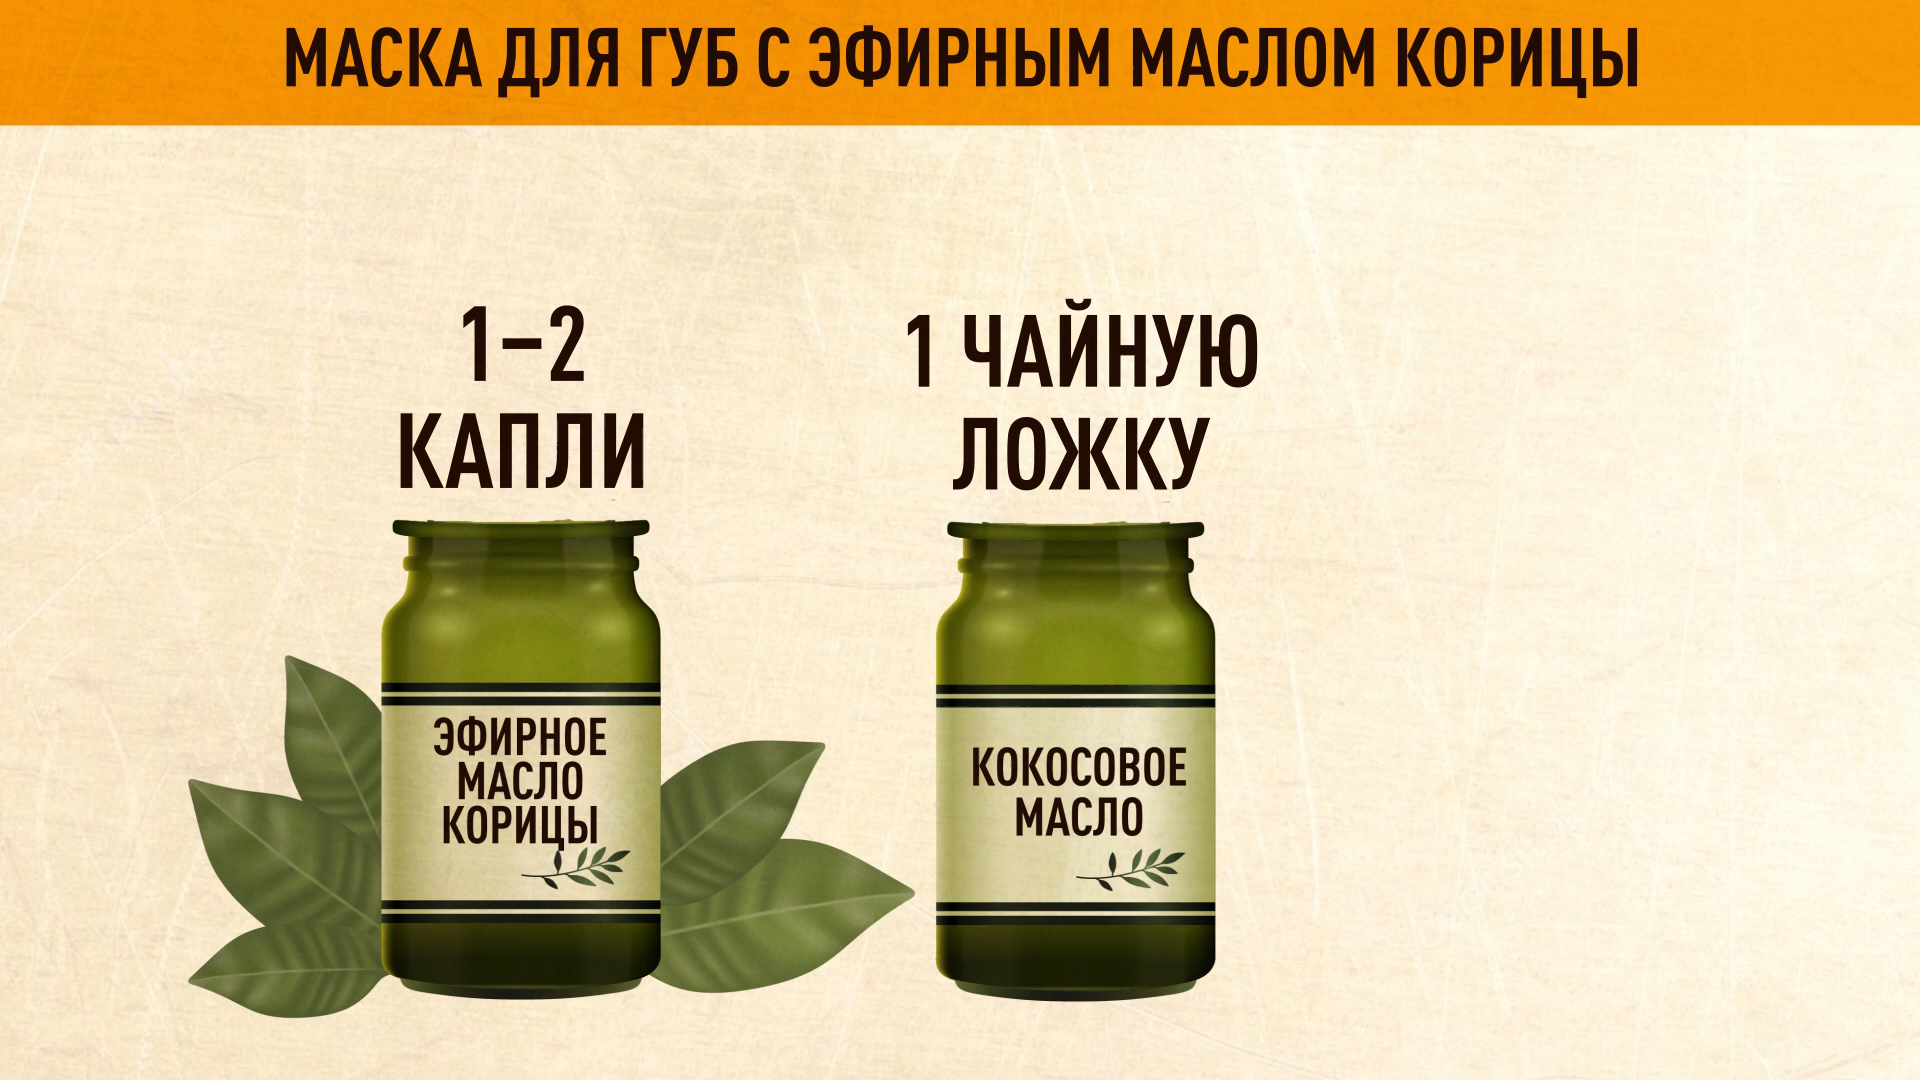 МАСКА ДЛЯ ГУБ С ЭФИРНЫМ МАСЛОМ КОРИЦЫ
1–2
КАПЛИ
1 ЧАЙНУЮ
ЛОЖКУ
ЭФИРНОЕ
МАСЛО
КОРИЦЫ
КОКОСОВОЕ
МАСЛО